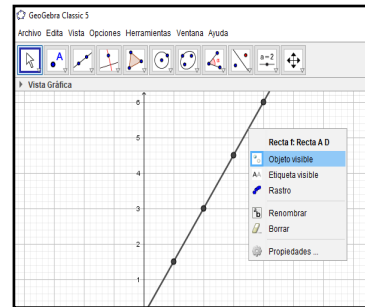 GeoGebra Classic 5
Archivo Edita Vista Opciones Herramientas Ventana Ayuda
A
a=2
Vista Gráfica
6
5
4
3
2
1
Recta f: Recta A D
Objeto visible
AA Etiqueta visible
Rastro
Renombrar
Borrar
Propiedades ...